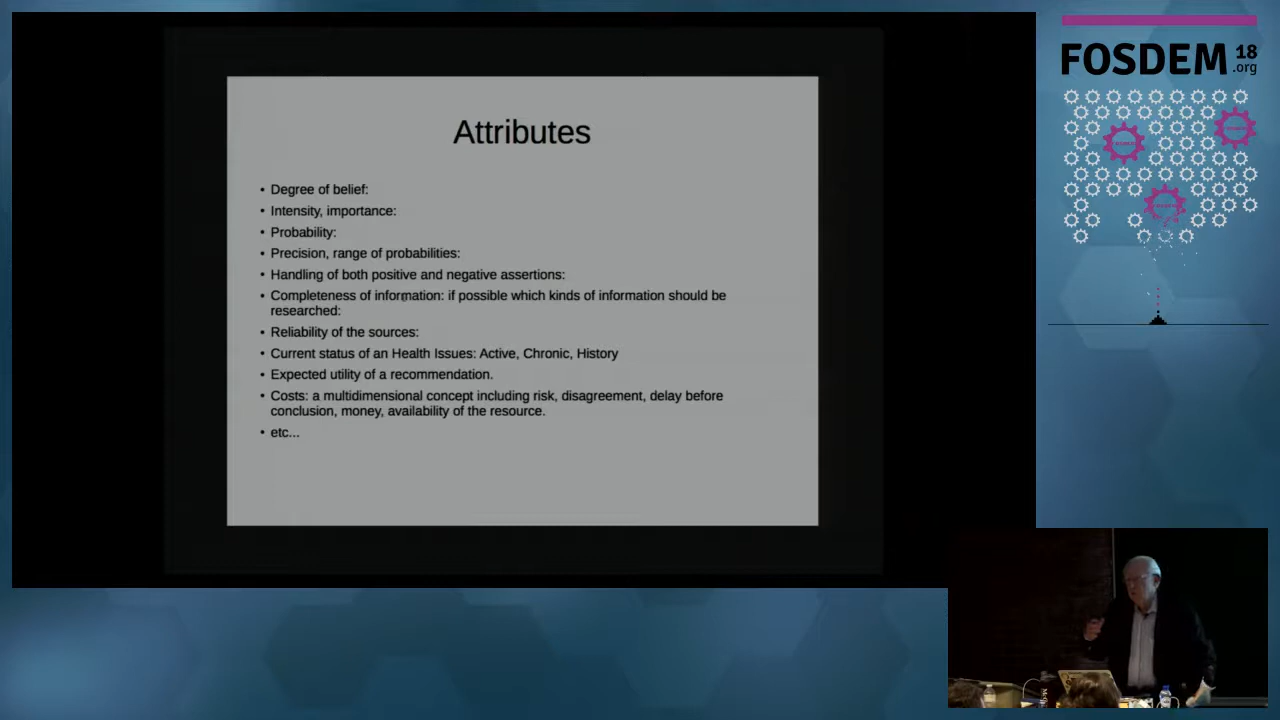 FOSDEM 18
.org
Attributes
• Degree of belief:
• Intensity, importance:
• Probability:
• Precision, range of probabilities:
• Handling of both positive and negative assertions:
• Completeness of information: if possible which kinds of information should be
researched:
• Reliability of the sources:
• Current status of an Health Issues: Active, Chronic, History
• Expected utility of a recommendation.
• Costs: a multidimensional concept including risk, disagreement, delay before
conclusion, money, availability of the resource.
• etc...